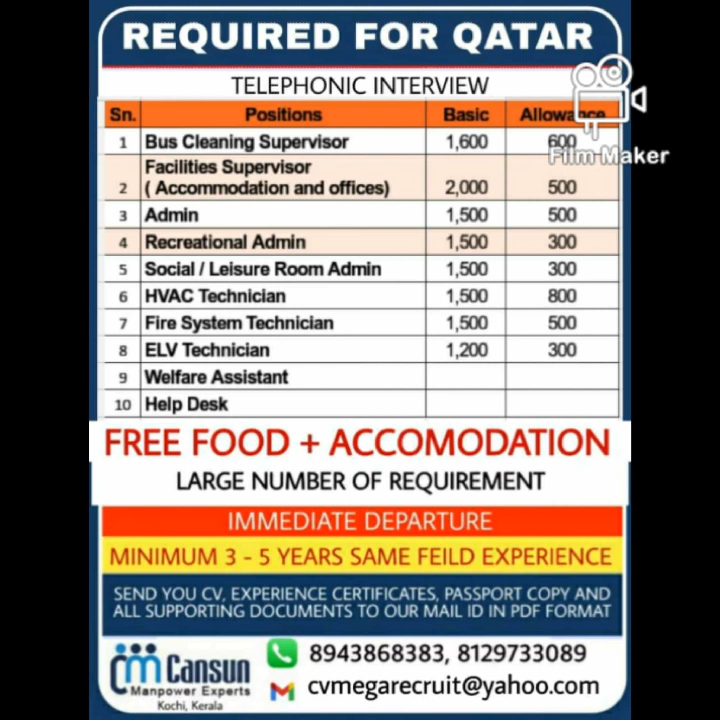 REQUIRED FOR QATAR
TELEPHONIC INTERVIEW
Sn. Positions Basic Allowance
1 Bus Cleaning Supervisor 1,600 600
Film Maker
Facilities Supervisor
2 ( Accommodation and offices) 2,000 500
3 Admin 1,500 500
4 Recreational Admin 1,500 300
5 Social / Leisure Room Admin 1,500 300
6 HVAC Technician 1,500 800
7 Fire System Technician 1,500 500
8 ELV Technician 1,200 300
9 Welfare Assistant
10 Help Desk
FREE FOOD + ACCOMODATION
LARGE NUMBER OF REQUIREMENT
IMMEDIATE DEPARTURE
MINIMUM 3 - 5 YEARS SAME FEILD EXPERIENCE
SEND YOU CV, EXPERIENCE CERTIFICATES, PASSPORT COPY AND
ALL SUPPORTING DOCUMENTS TO OUR MAIL ID IN PDF FORMAT
Cansun
Manpower Experts
Kochi, Kerala
8943868383, 8129733089
cvmegarecruit@yahoo.com